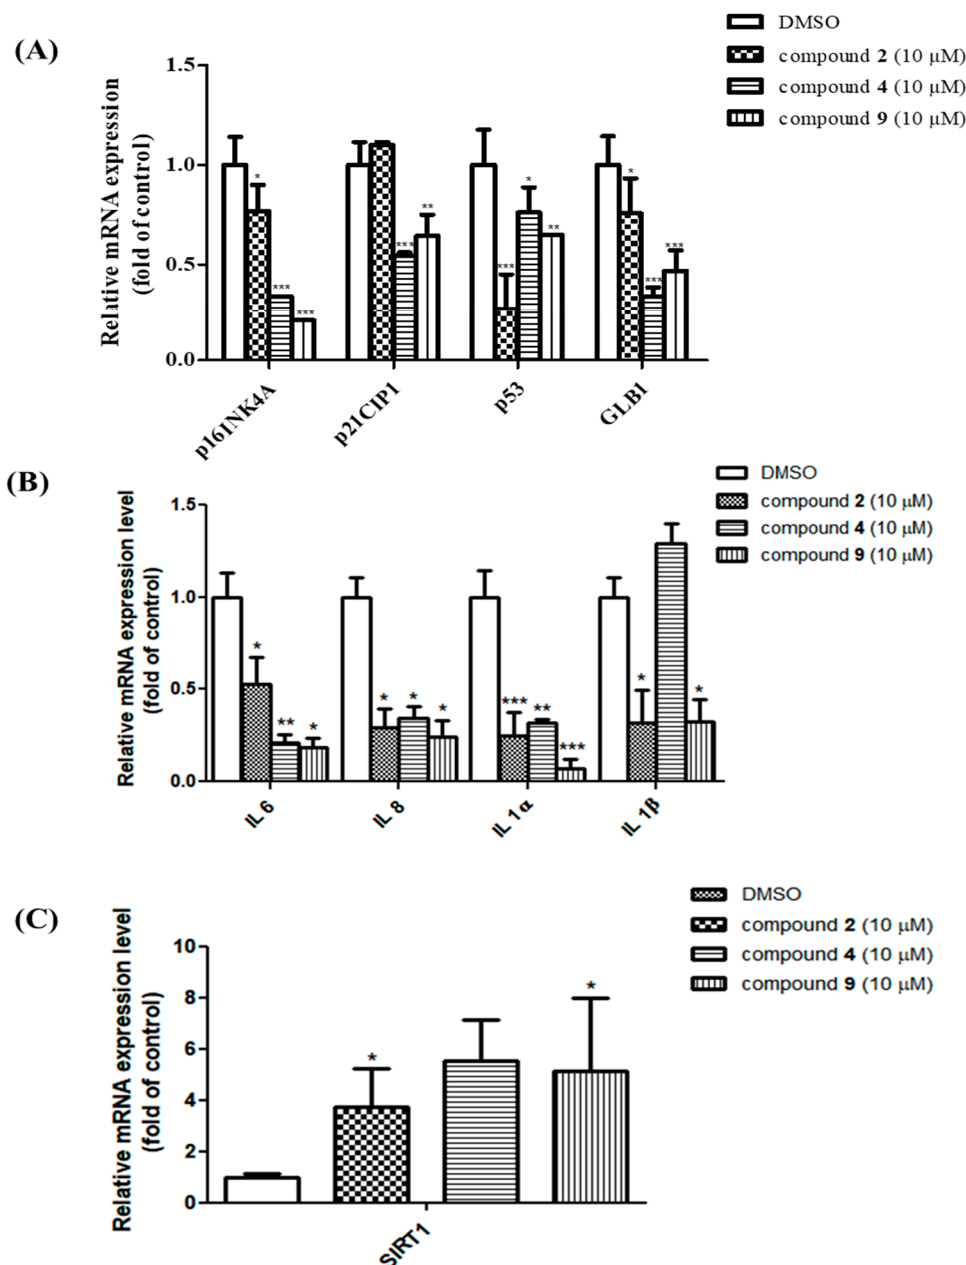 (A)
DMSO
compound 2 (10 µM)
compound 4 (10 µM)
compound 9 (10 µM)
Relative mRNA expression
(fold of control)
1.5
1.0
0.5
0.0
*
***
***
***
**
***
*
**
*
***
***
p16INK4A
p21CIP1
p53
GLB1
(B)
DMSO
compound 2 (10 µM)
compound 4 (10 µM)
compound 9 (10 µM)
Relative mRNA expression level
(fold of control)
1.5
1.0
0.5
0.0
*
**
*
*
*
*
***
**
***
*
*
IL 6
IL 8
IL 1α
IL 1β
(C)
DMSO
compound 2 (10 µM)
compound 4 (10 µM)
compound 9 (10 µM)
Relative mRNA expression level
(fold of control)
10
8
6
4
2
0
*
*
SIRT1